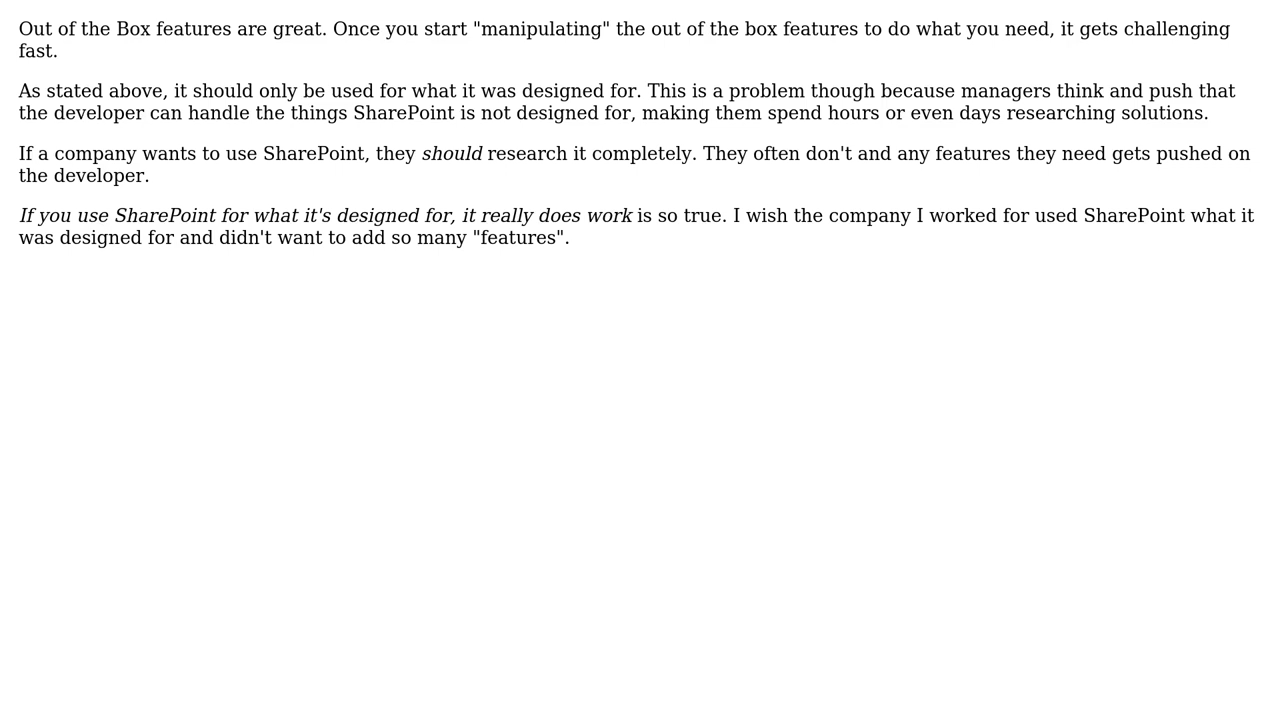 Out of the Box features are great. Once you start "manipulating" the out of the box features to do what you need, it gets challenging
fast.
As stated above, it should only be used for what it was designed for. This is a problem though because managers think and push that
the developer can handle the things SharePoint is not designed for, making them spend hours or even days researching solutions.
If a company wants to use SharePoint, they should research it completely. They often don't and any features they need gets pushed on
the developer.
If you use SharePoint for what it's designed for, it really does work is so true. I wish the company I worked for used SharePoint what it
was designed for and didn't want to add so many "features".